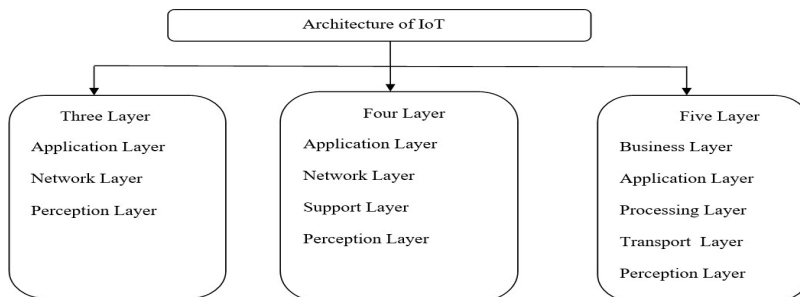 Architecture of IoT
Three Layer
Application Layer
Network Layer
Perception Layer
Four Layer
Application Layer
Network Layer
Support Layer
Perception Layer
Five Layer
Business Layer
Application Layer
Processing Layer
Transport Layer
Perception Layer